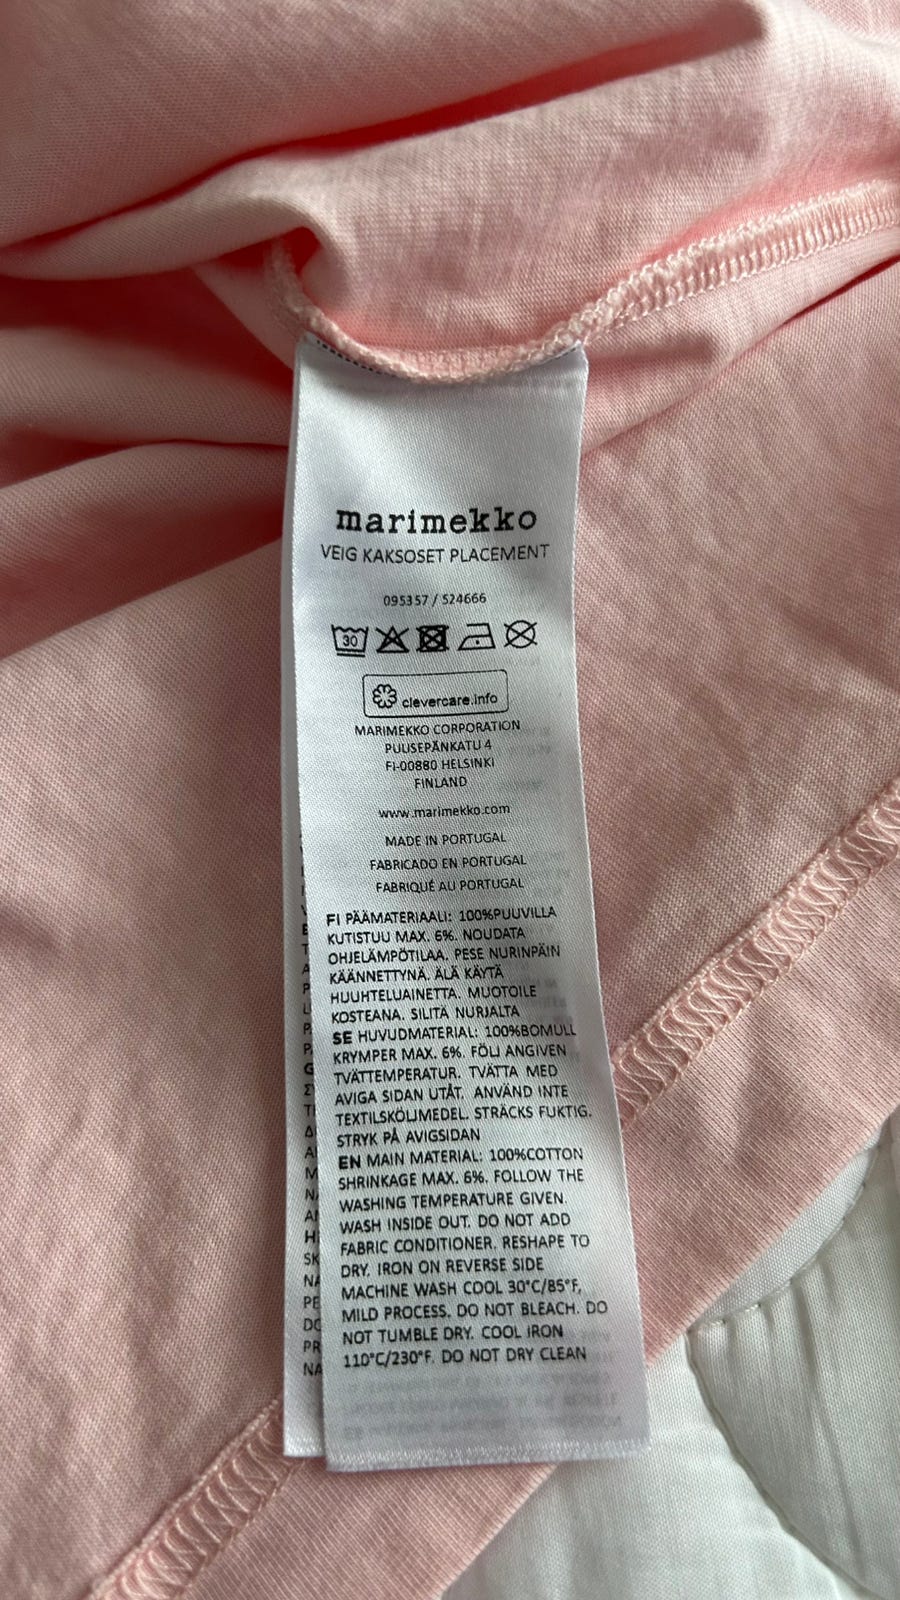 marimekko
VEIG KAKSOSET PLACEMENT
095357 / 524666
30
clevercare.info
MARIMEKKO CORPORATION
PUUSEPÄNKATU 4
FI-00880 HELSINKI
FINLAND
www.marimekko.com
MADE IN PORTUGAL
FABRICADO EN PORTUGAL
FABRIQUÉ AU PORTUGAL
FI PÄÄMATERIAALI: 100%PUUVILLA
KUTISTUU MAX. 6%. NOUDATA
OHJELÄMPÖTILAA. PESE NURINPÄIN
KÄÄNNETTYNÄ. ÄLÄ KÄYTÄ
HUUHTELUAINETTA. MUOTOILE
KOSTEANA. SILITÄ NURJALTA
SE HUVUDMATERIAL: 100%BOMULL
KRYMPER MAX. 6%. FÖLJ ANGIVEN
TVÄTTEMPERATUR. TVÄTTA MED
AVIGA SIDAN UTÅT. ANVÄND INTE
TEXTILSKÖLJMEDEL. STRÄCKS FUKTIG.
STRYK PÅ AVIGSIDAN
EN MAIN MATERIAL: 100%COTTON
SHRINKAGE MAX. 6%. FOLLOW THE
WASHING TEMPERATURE GIVEN.
WASH INSIDE OUT. DO NOT ADD
FABRIC CONDITIONER. RESHAPE TO
DRY. IRON ON REVERSE SIDE
MACHINE WASH COOL 30°C/85°F,
MILD PROCESS. DO NOT BLEACH. DO
NOT TUMBLE DRY. COOL IRON
110°C/230°F. DO NOT DRY CLEAN